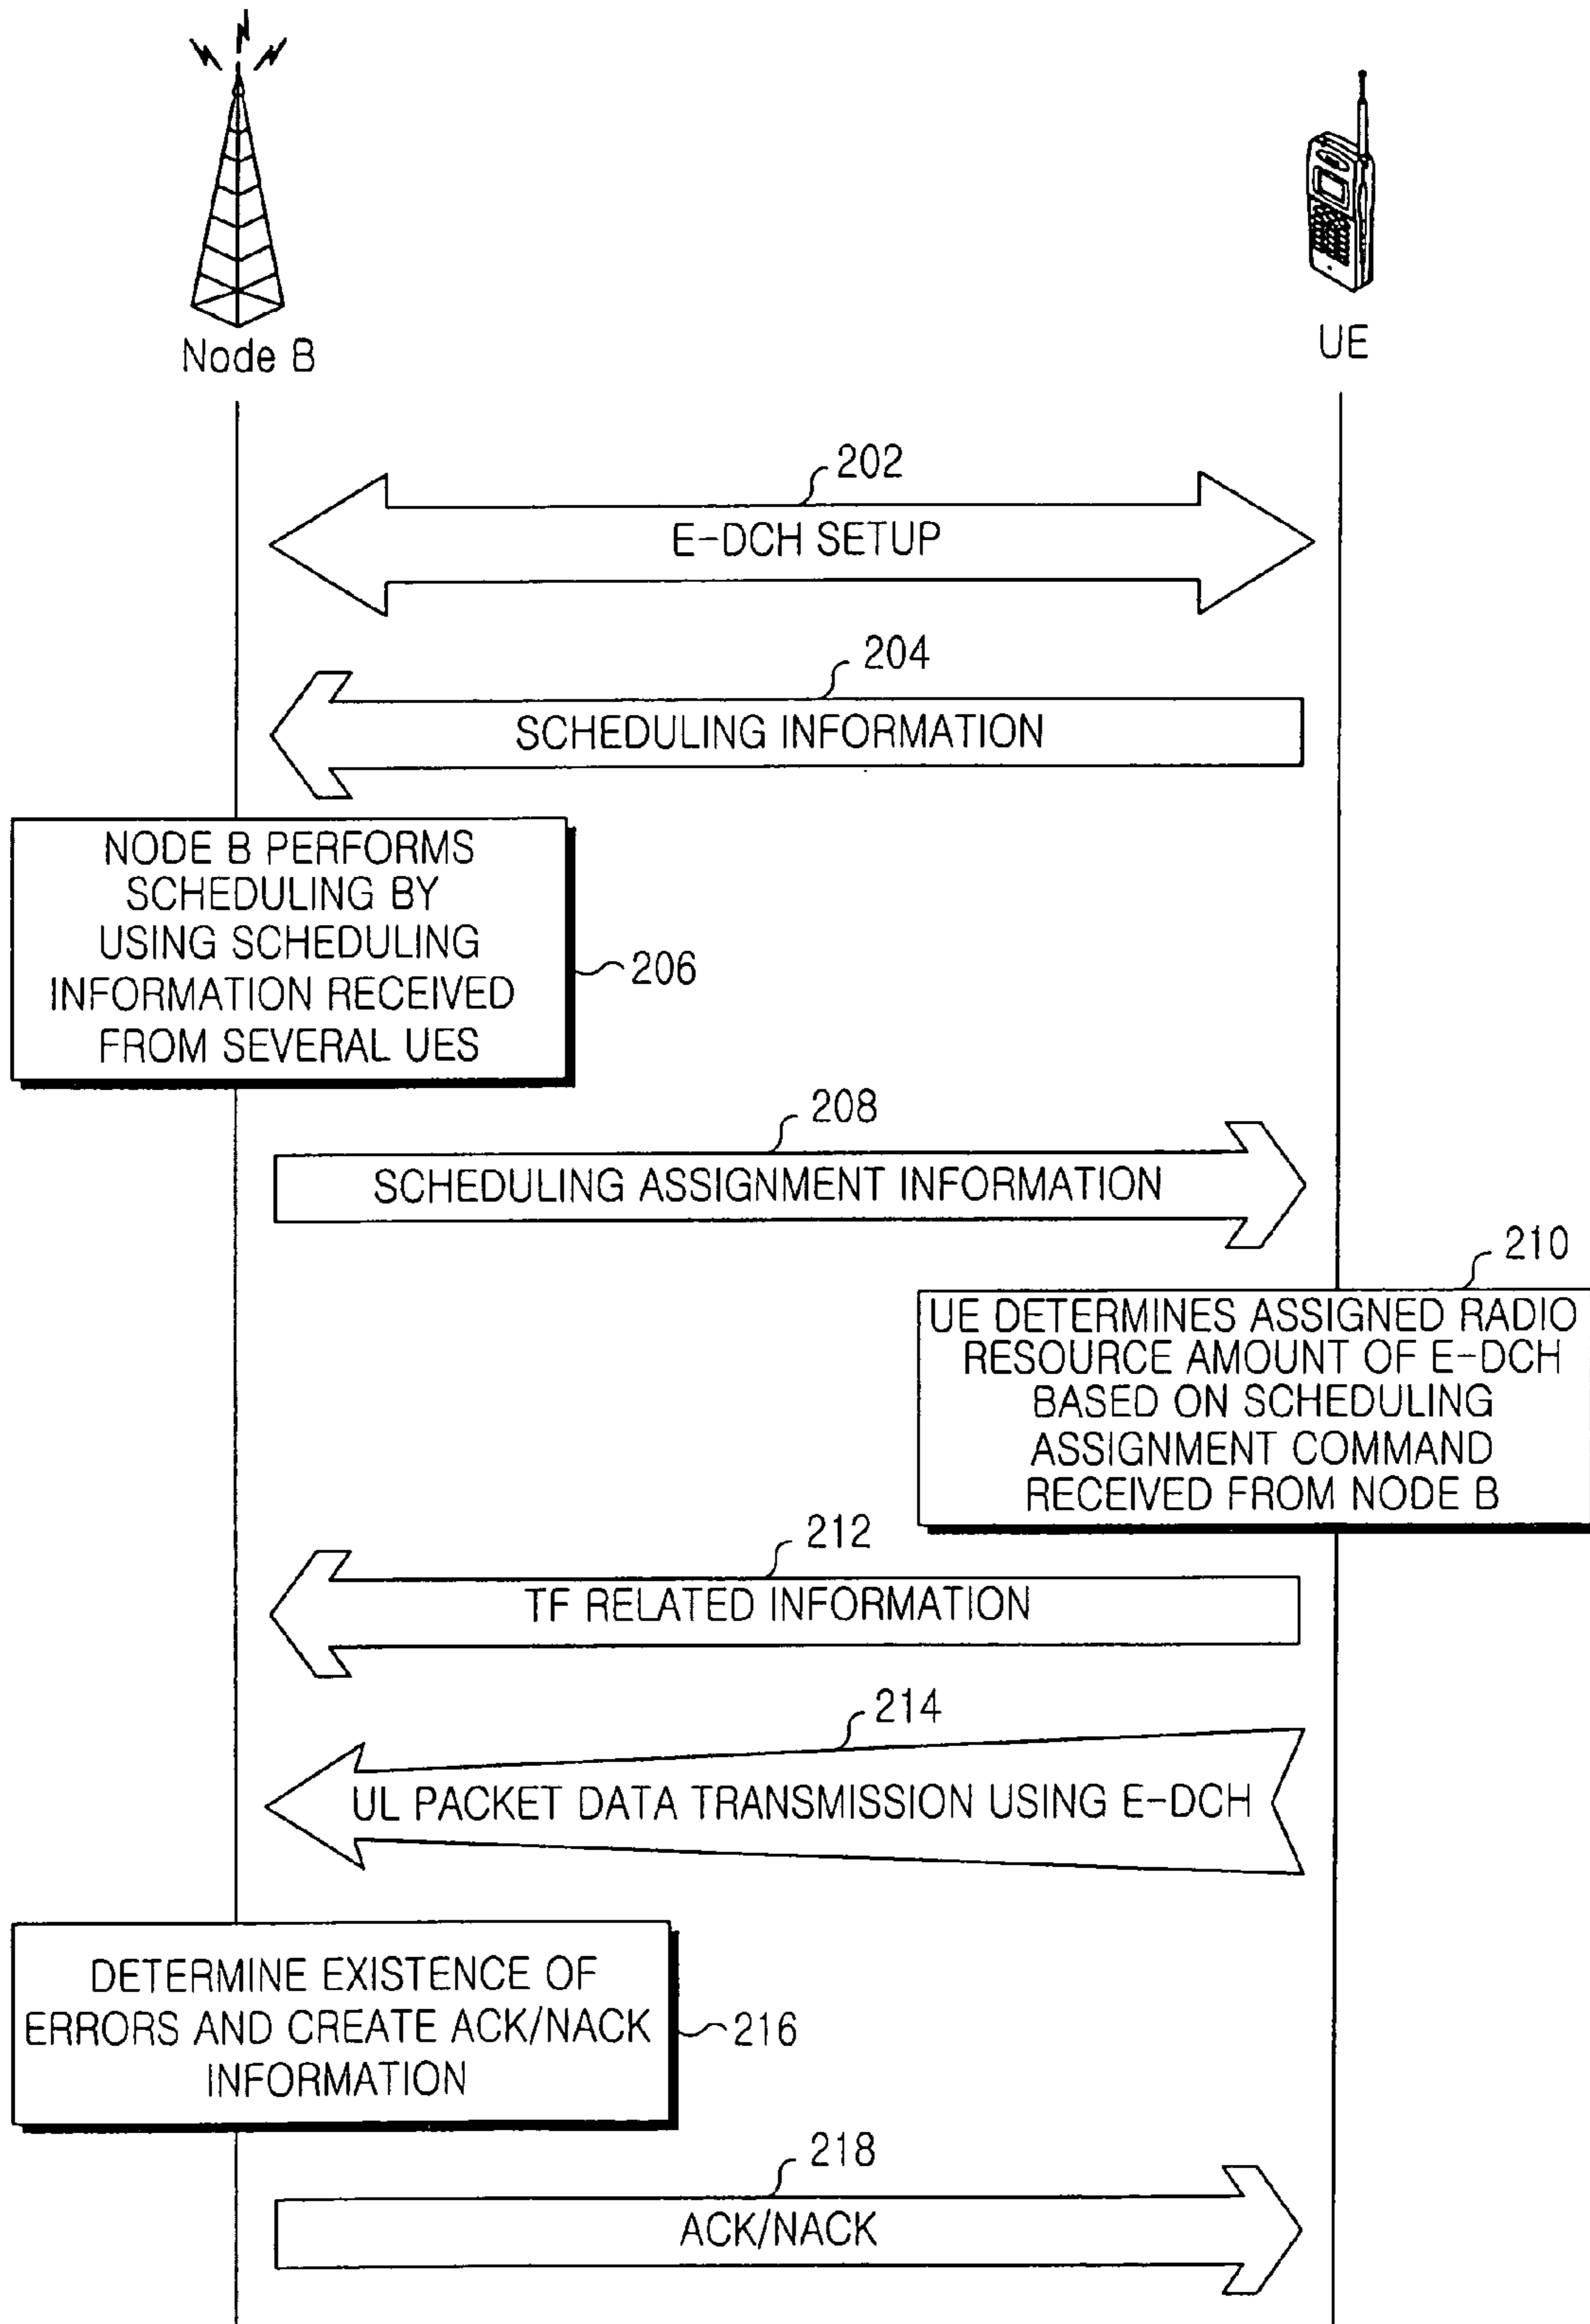 Node B
UE
202
E-DCH SETUP
204
SCHEDULING INFORMATION
NODE B PERFORMS
SCHEDULING BY
USING SCHEDULING
INFORMATION RECEIVED
FROM SEVERAL UES
206
208
SCHEDULING ASSIGNMENT INFORMATION
210
UE DETERMINES ASSIGNED RADIO
RESOURCE AMOUNT OF E-DCH
BASED ON SCHEDULING
ASSIGNMENT COMMAND
RECEIVED FROM NODE B
212
TF RELATED INFORMATION
214
UL PACKET DATA TRANSMISSION USING E-DCH
DETERMINE EXISTENCE OF
ERRORS AND CREATE ACK/NACK
INFORMATION
216
218
ACK/NACK